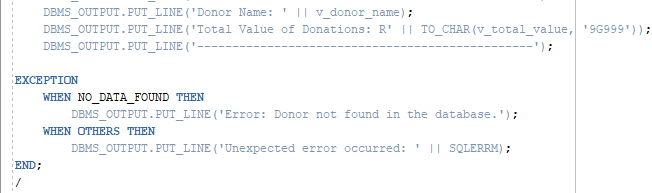 DBMS_OUTPUT.PUT_LINE('Donor Name: ' || v_donor_name);
DBMS_OUTPUT.PUT_LINE('Total Value of Donations: R' || TO_CHAR(v_total_value, '9G999'));
DBMS_OUTPUT.PUT_LINE('-----------------------------------------------');
EXCEPTION
WHEN NO_DATA_FOUND THEN
DBMS_OUTPUT.PUT_LINE('Error: Donor not found in the database.');
WHEN OTHERS THEN
DBMS_OUTPUT.PUT_LINE('Unexpected error occurred: ' || SQLERRM);
END;
/